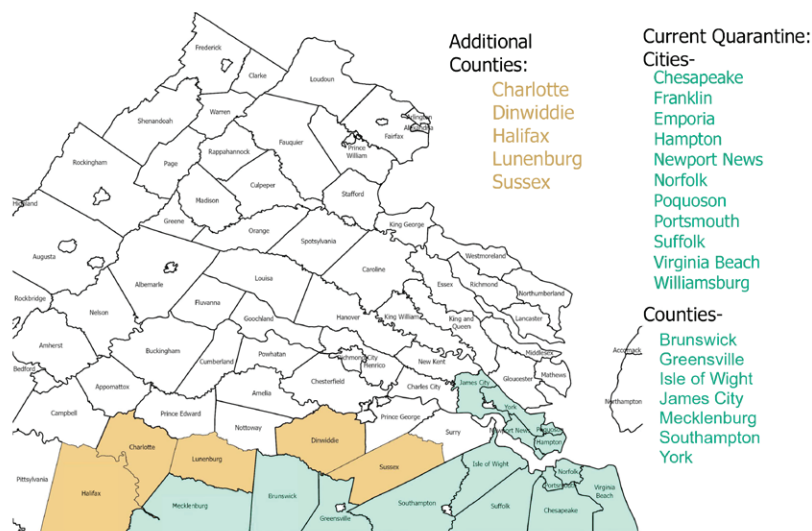 Additional
Counties:
Charlotte
Dinwiddie
Halifax
Lunenburg
Sussex
Current Quarantine:
Cities-
Chesapeake
Franklin
Emporia
Hampton
Newport News
Norfolk
Poquoson
Portsmouth
Suffolk
Virginia Beach
Williamsburg
Counties-
Brunswick
Greensville
Isle of Wight
James City
Mecklenburg
Southampton
York
Frederick
Clarke
Loudoun
Warren
Shenandoah
Fauquier
Arlington
Alexandria
Fairfax
Prince
William
Rappahannock
Page
Rockingham
Culpeper
Stafford
Madison
Greene
Orange
King George
Spotsylvania
Westmoreland
Augusta
Albemarle
Louisa
Caroline
Essex
Richmond
Northumberland
Rockbridge
Nelson
Fluvanna
Goochland
Hanover
King William
King and
Queen
Lancaster
Amherst
Buckingham
Cumberland
Powhatan
Richmond City
Henrico
New Kent
Middlesex
Mathews
Gloucester
Accomack
Northampton
Bedford
Appomattox
Amelia
Chesterfield
Charles City
James City
York
Campbell
Prince Edward
Nottoway
Prince George
Surry
Newport News
Poquoson
Hampton
Charlotte
Lunenburg
Dinwiddie
Sussex
Isle of Wight
Norfolk
Portsmouth
Virginia
Beach
Pittsylvania
Halifax
Mecklenburg
Brunswick
Greensville
Southampton
Suffolk
Chesapeake